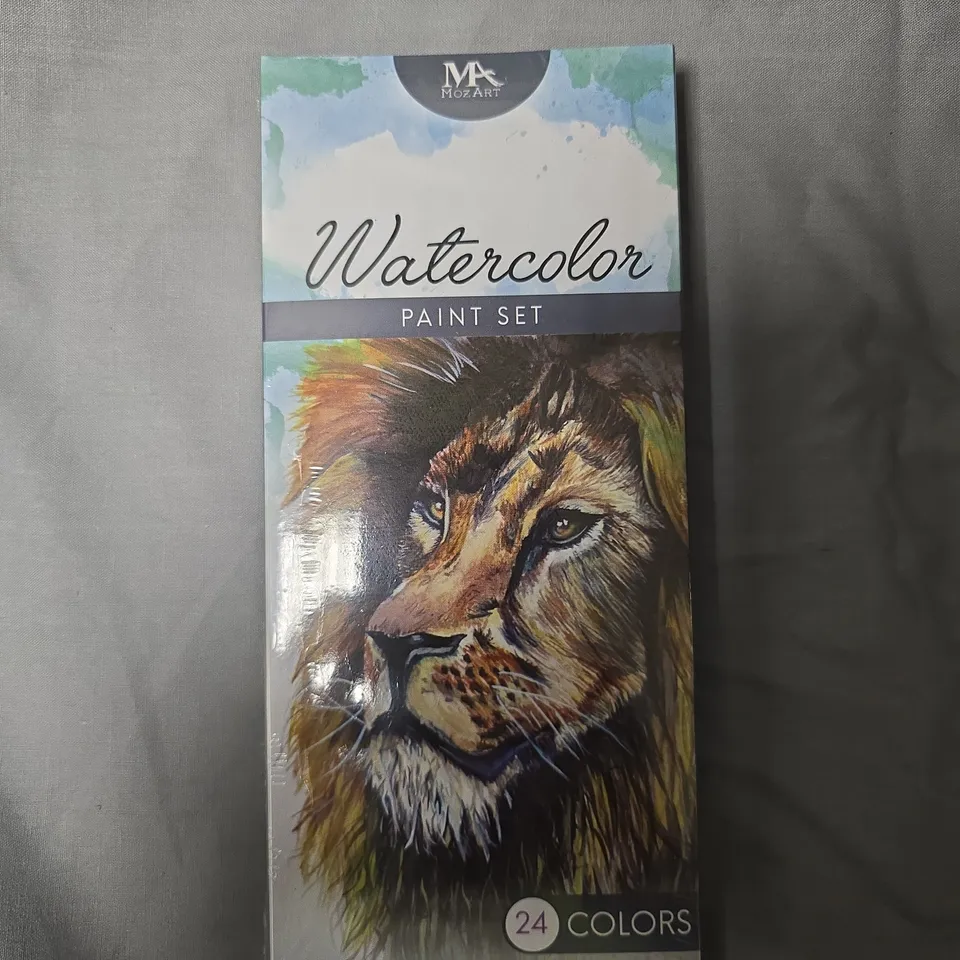 MA
MOZART
Watercolor
PAINT SET
24 COLORS